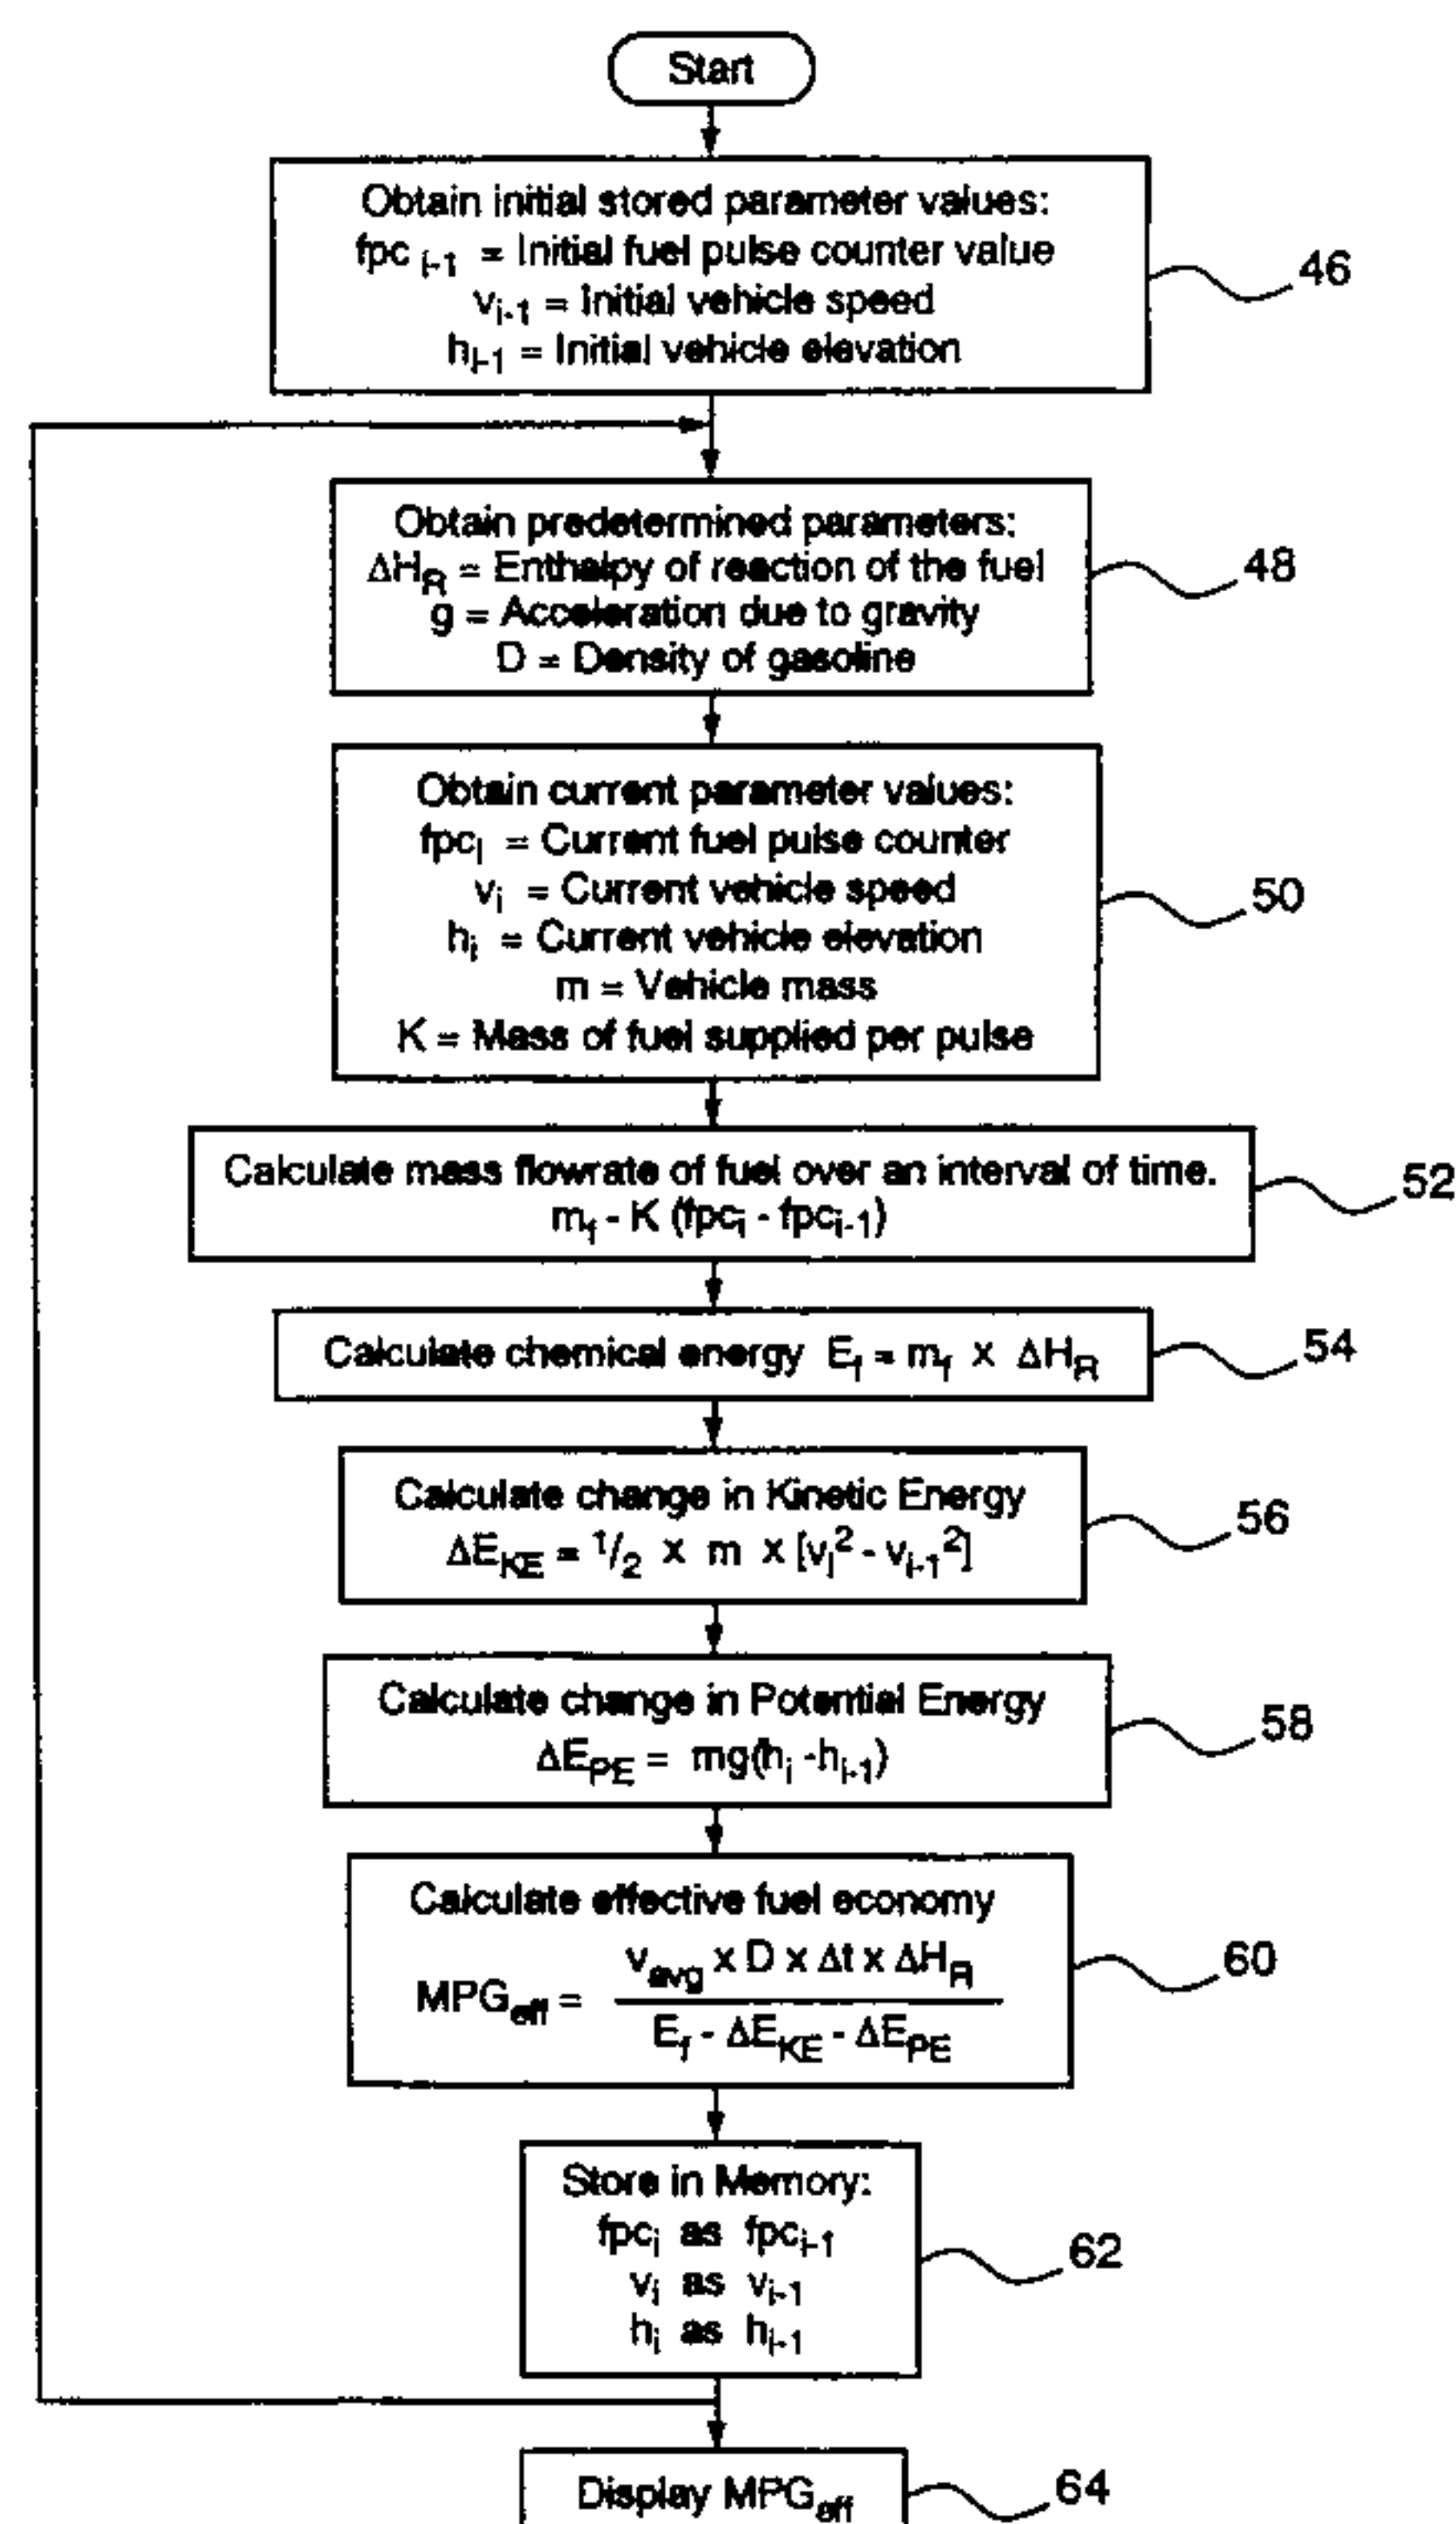 Start
Obtain initial stored parameter values:
fpc i-1 = Initial fuel pulse counter value
vi-1 = Initial vehicle speed
hi-1 = Initial vehicle elevation
46
Obtain predetermined parameters:
ΔHR = Enthalpy of reaction of the fuel
g = Acceleration due to gravity
D = Density of gasoline
48
Obtain current parameter values:
fpci = Current fuel pulse counter
vi = Current vehicle speed
hi = Current vehicle elevation
m = Vehicle mass
K = Mass of fuel supplied per pulse
50
Calculate mass flowrate of fuel over an interval of time.
mf - K (fpci - fpci-1)
52
Calculate chemical energy Ef = mf x ΔHR
54
Calculate change in Kinetic Energy
ΔEKE = 1/2 x m x [vi2 - vi-12]
56
Calculate change in Potential Energy
ΔEPE = mg(hi -hi-1)
58
Calculate effective fuel economy
vavg x D x Δt x ΔHR
MPGeff =
Ef - ΔEKE - ΔEPE
60
Store in Memory:
fpci as fpci-1
vi as vi-1
hi as hi-1
62
Display MPGeff
64